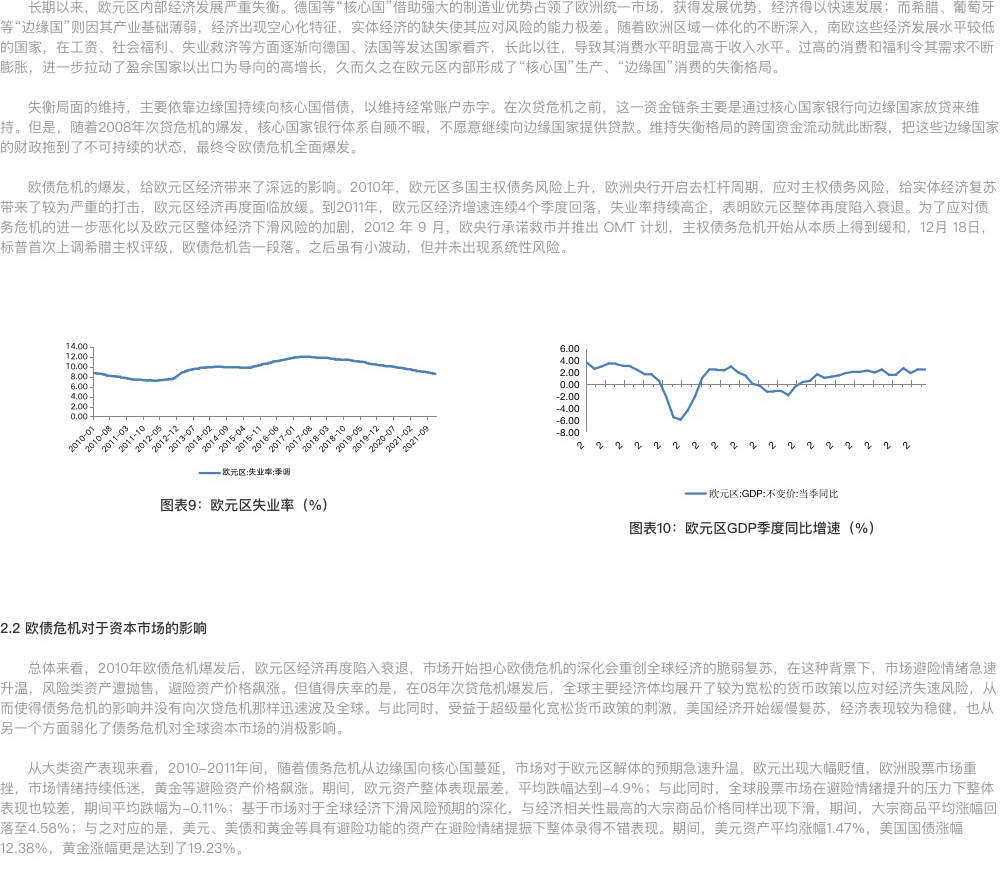 长期以来，欧元区内部经济发展严重失衡。德国等“核心国”借助强大的制造业优势占领了欧洲统一市场，获得发展优势，经济得以快速发展；而希腊、葡萄牙
等“边缘国”则因其产业基础薄弱，经济出现空心化特征，实体经济的缺失使其应对风险的能力极差。随着欧洲区域一体化的不断深入，南欧这些经济发展水平较低
的国家，在工资、社会福利、失业救济等方面逐渐向德国、法国等发达国家看齐，长此以往，导致其消费水平明显高于收入水平。过高的消费和福利令其需求不断
膨胀，进一步拉动了盈余国家以出口为导向的高增长，久而久之在欧元区内部形成了“核心国”生产、“边缘国”消费的失衡格局。
失衡局面的维持，主要依靠边缘国持续向核心国借债，以维持经常账户赤字。在次贷危机之前，这一资金链条主要是通过核心国家银行向边缘国家放贷来维
持。但是，随着2008年次贷危机的爆发，核心国家银行体系自顾不暇，不愿意继续向边缘国家提供贷款。维持失衡格局的跨国资金流动就此断裂，把这些边缘国家
的财政拖到了不可持续的状态，最终令欧债危机全面爆发。
欧债危机的爆发，给欧元区经济带来了深远的影响。2010年，欧元区多国主权债务风险上升，欧洲央行开启去杠杆周期，应对主权债务风险，给实体经济复苏
带来了较为严重的打击，欧元区经济再度面临放缓。到2011年，欧元区经济增速连续4个季度回落，失业率持续高企，表明欧元区整体再度陷入衰退。为了应对债
务危机的进一步恶化以及欧元区整体经济下滑风险的加剧，2012 年 9 月，欧央行承诺救市并推出 OMT 计划，主权债务危机开始从本质上得到缓和，12月 18日，
标普首次上调希腊主权评级，欧债危机告一段落。之后虽有小波动，但并未出现系统性风险。
14.00
12.00
10.00
8.00
6.00
4.00
2.00
0.00
2010-01 2010-08 2011-03 2011-10 2012-05 2012-12 2013-07 2014-02 2014-09 2015-04 2015-11 2016-06 2017-01 2017-08 2018-03 2018-10 2019-05 2019-12 2020-07 2021-02 2021-09
欧元区:失业率:季调
图表9：欧元区失业率（%）
6.00
4.00
2.00
0.00
-2.00
-4.00
-6.00
-8.00
2 2 2 2 2 2 2 2 2 2 2 2 2 2 2 2 2 2
欧元区:GDP:不变价:当季同比
图表10：欧元区GDP季度同比增速（%）
2.2 欧债危机对于资本市场的影响
总体来看，2010年欧债危机爆发后，欧元区经济再度陷入衰退，市场开始担心欧债危机的深化会重创全球经济的脆弱复苏，在这种背景下，市场避险情绪急速
升温，风险类资产遭抛售，避险资产价格飙涨。但值得庆幸的是，在08年次贷危机爆发后，全球主要经济体均展开了较为宽松的货币政策以应对经济失速风险，从
而使得债务危机的影响并没有向次贷危机那样迅速波及全球。与此同时，受益于超级量化宽松货币政策的刺激，美国经济开始缓慢复苏，经济表现较为稳健，也从
另一个方面弱化了债务危机对全球资本市场的消极影响。
从大类资产表现来看，2010–2011年间，随着债务危机从边缘国向核心国蔓延，市场对于欧元区解体的预期急速升温，欧元出现大幅贬值，欧洲股票市场重
挫，市场情绪持续低迷，黄金等避险资产价格飙涨。期间，欧元资产整体表现最差，平均跌幅达到–4.9%；与此同时，全球股票市场在避险情绪提升的压力下整体
表现也较差，期间平均跌幅为–0.11%；基于市场对于全球经济下滑风险预期的深化，与经济相关性最高的大宗商品价格同样出现下滑，期间，大宗商品平均涨幅回
落至4.58%；与之对应的是，美元、美债和黄金等具有避险功能的资产在避险情绪提振下整体录得不错表现。期间，美元资产平均涨幅1.47%，美国国债涨幅
12.38%，黄金涨幅更是达到了19.23%。